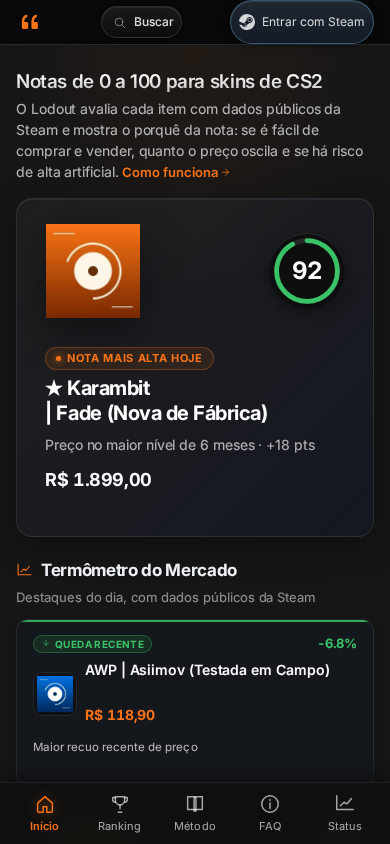 Buscar
Entrar com Steam
Notas de 0 a 100 para skins de CS2
O Lodout avalia cada item com dados públicos da
Steam e mostra o porquê da nota: se é fácil de
comprar e vender, quanto o preço oscila e se há risco
de alta artificial. Como funciona →
92
NOTA MAIS ALTA HOJE
★ Karambit
| Fade (Nova de Fábrica)
Preço no maior nível de 6 meses · +18 pts
R$ 1.899,00
Termômetro do Mercado
Destaques do dia, com dados públicos da Steam
↓ QUEDA RECENTE
-6.8%
AWP | Asiimov (Testada em Campo)
R$ 118,90
Maior recuo recente de preço
Início
Ranking
Método
FAQ
Status